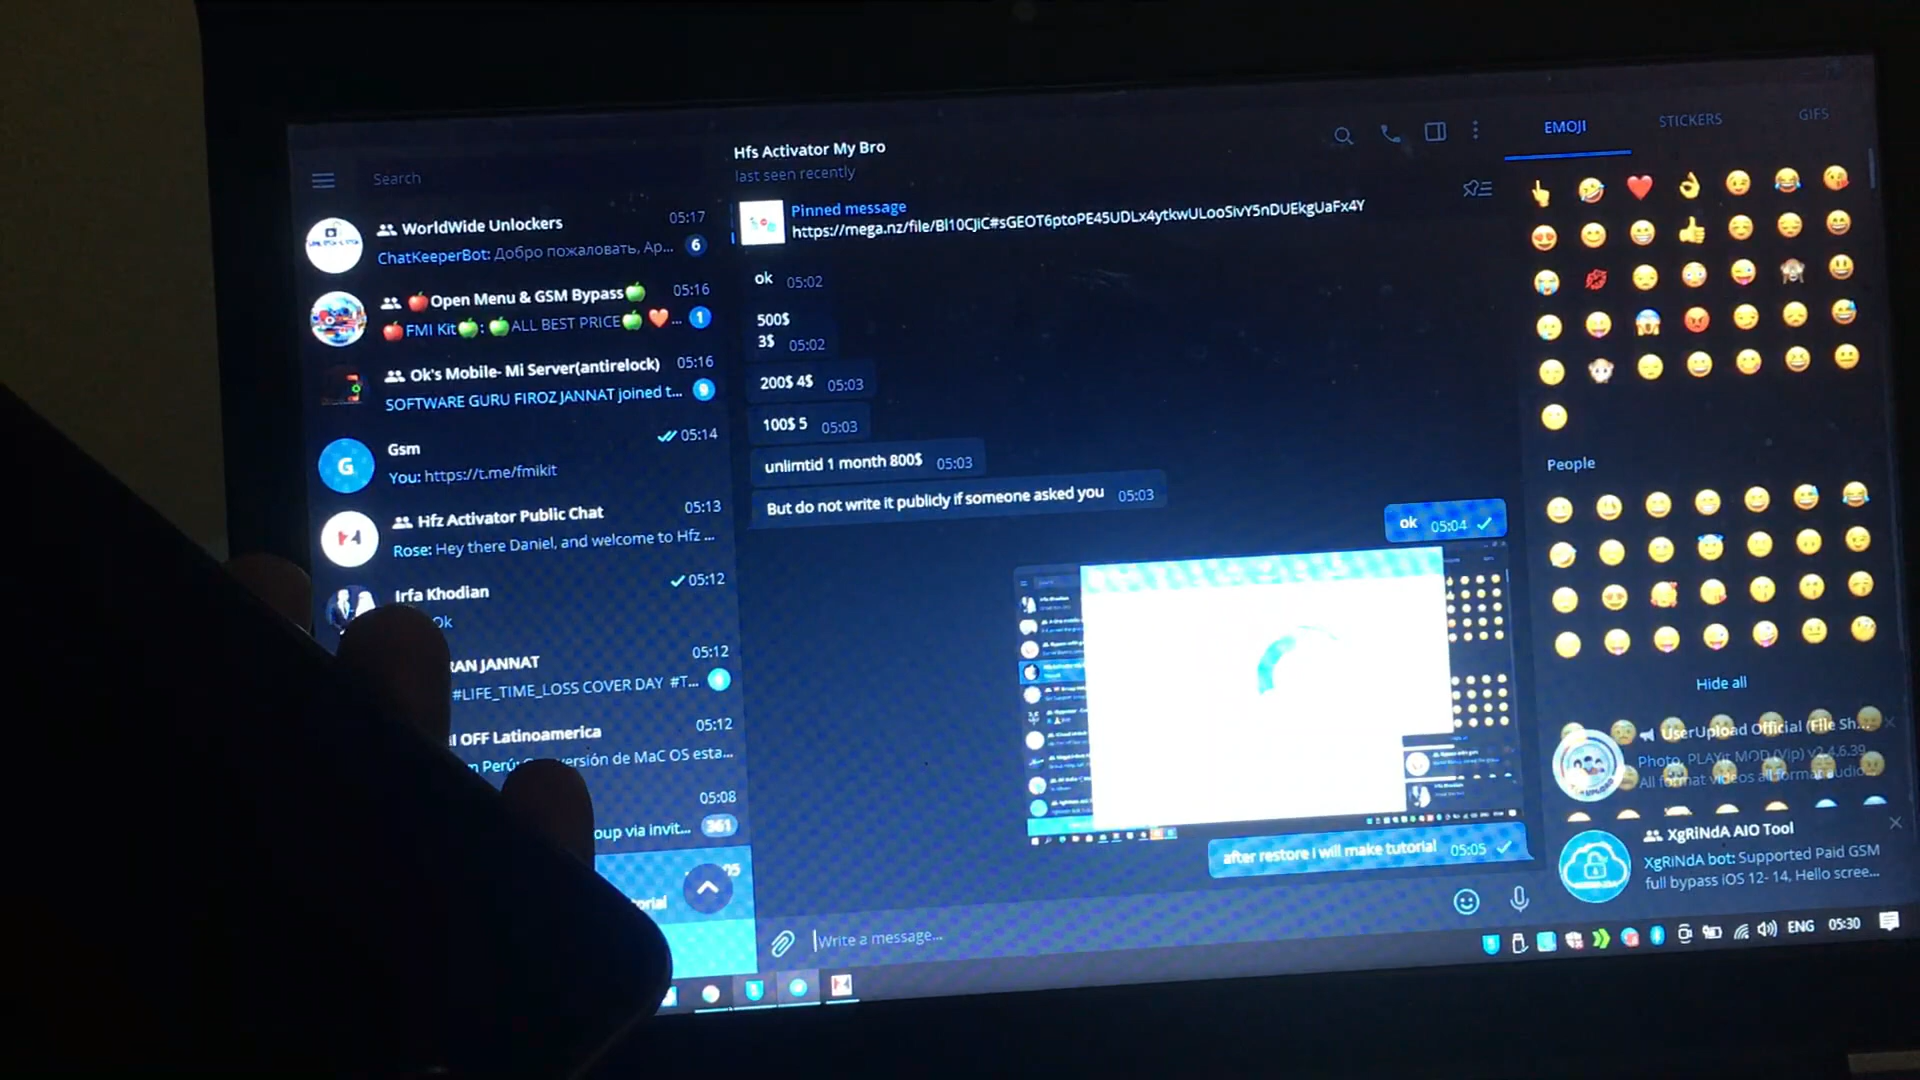 Search
WorldWide Unlockers 05:17
ChatKeeperBot: Добро пожаловать, Ap... 6
🍎Open Menu & GSM Bypass🍏 05:16
🍎FMI Kit🍏: 🍏ALL BEST PRICE🍏 ❤️ ... 1
Ok's Mobile- Mi Server(antirelock) 05:16
SOFTWARE GURU FIROZ JANNAT joined t... 9
G
Gsm 05:14
You: https://t.me/fmikit
Hfz Activator Public Chat 05:13
Rose: Hey there Daniel, and welcome to Hfz ...
Irfa Khodian 05:12
Ok
RAN JANNAT 05:12
#LIFE_TIME_LOSS COVER DAY #T...
l OFF Latinoamerica 05:12
Perú: ersión de MaC OS esta...
05:08
oup via invit... 361
05
orial
Hfs Activator My Bro
last seen recently
Pinned message
https://mega.nz/file/Bl10CJiC#sGEOT6ptoPE45UDLx4ytkwULooSivY5nDUEkgUaFx4Y
ok 05:02
500$
3$ 05:02
200$ 4$ 05:03
100$ 5 05:03
unlimtid 1 month 800$ 05:03
But do not write it publicly if someone asked you 05:03
ok 05:04
after restore i will make tutorial 05:05
Write a message...
EMOJI STICKERS GIFS
People
Hide all
UserUpload Official (File Sh...
Photo, PLAYit MOD (Vip) v2.4.6.39
All format videos all format audio...
XgRiNdA AIO Tool
XgRiNdA bot: Supported Paid GSM
full bypass iOS 12- 14, Hello scree...
ENG 05:30